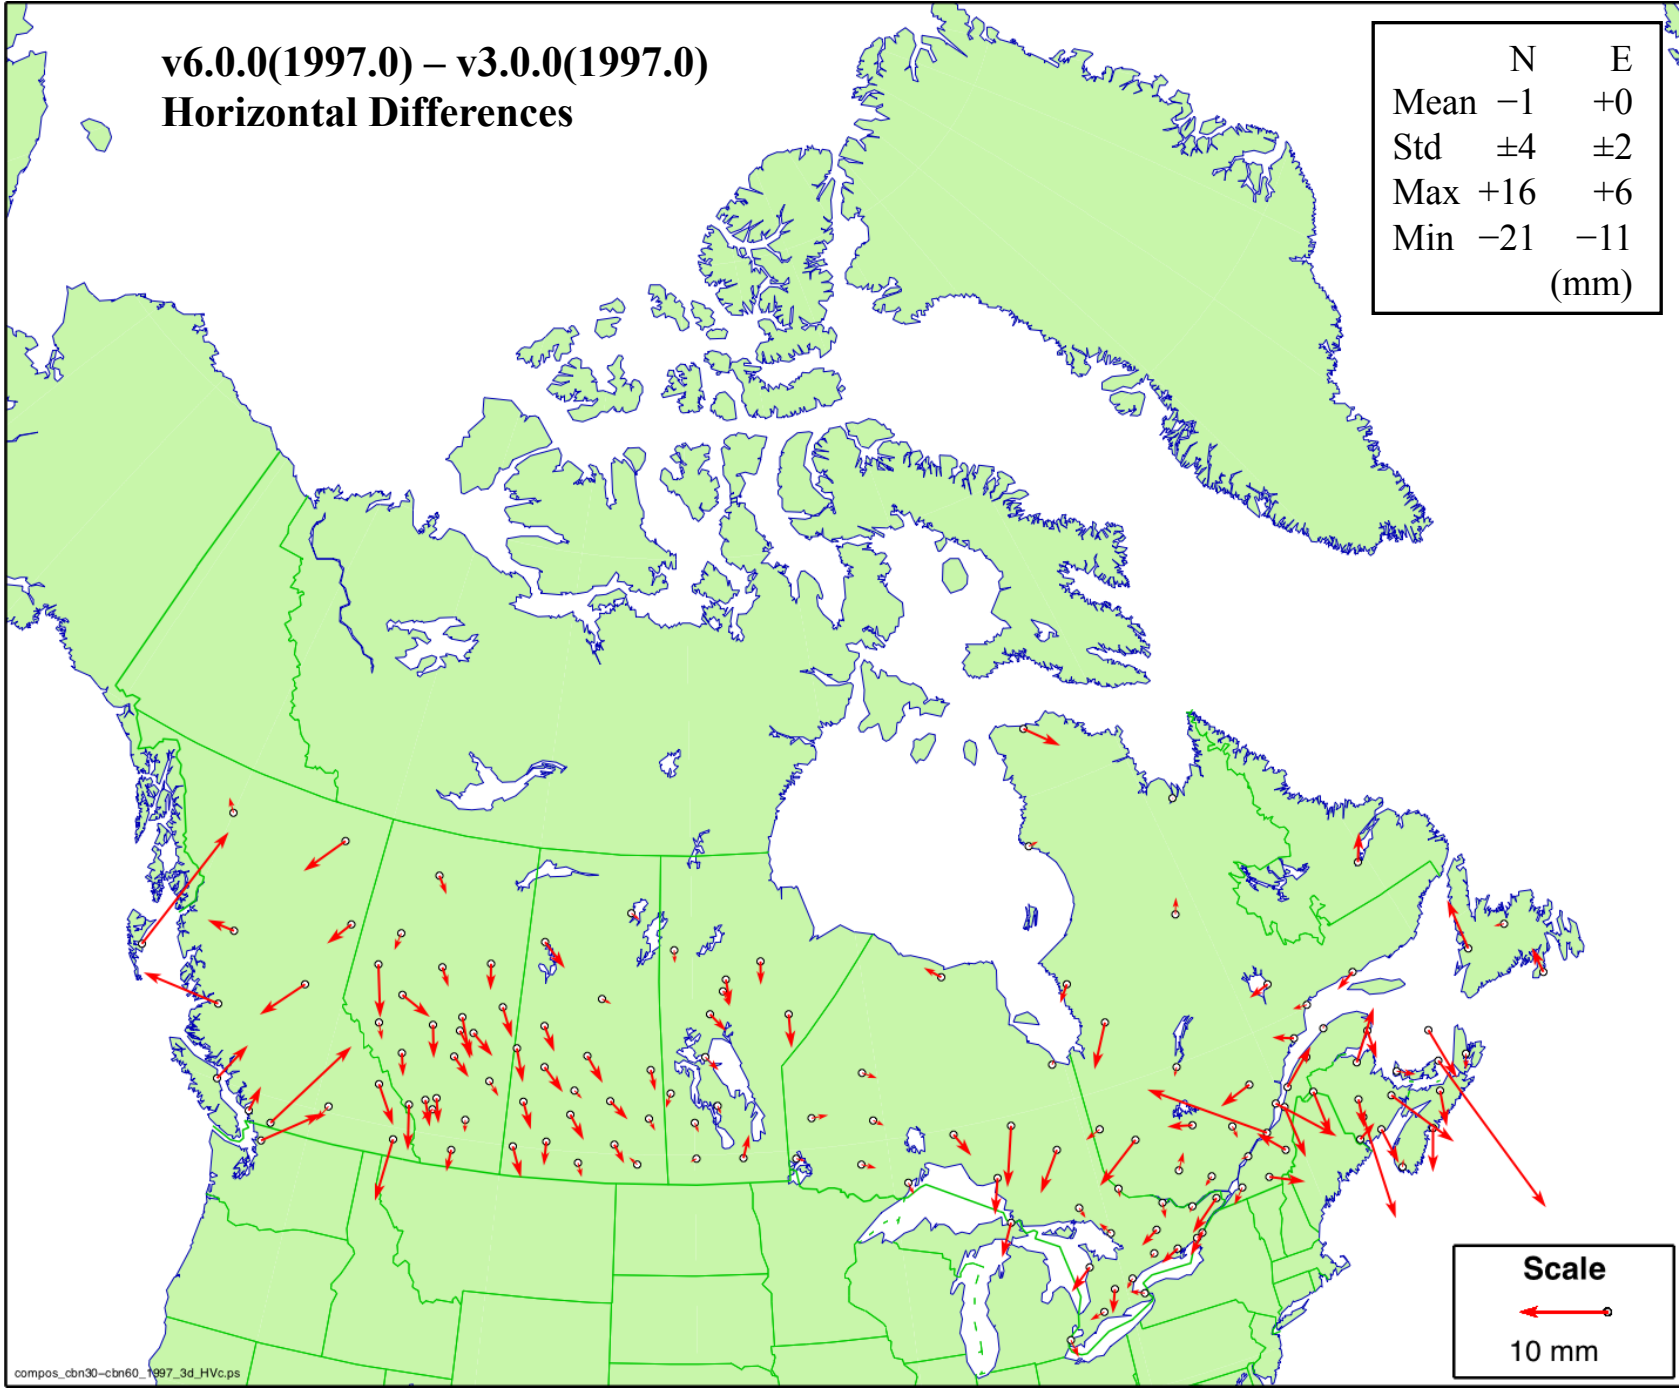 v6.0.0(1997.0) – v3.0.0(1997.0)
Horizontal Differences
N E
Mean −1 +0
Std ±4 ±2
Max +16 +6
Min −21 −11
(mm)
Scale
10 mm
compos_cbn30−cbn60_1997_3d_HVc.ps